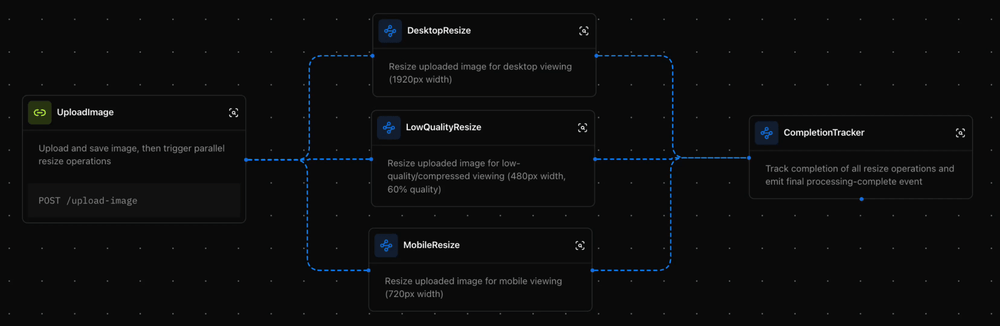 UploadImage
Upload and save image, then trigger parallel
resize operations
POST /upload-image
DesktopResize
Resize uploaded image for desktop viewing
(1920px width)
LowQualityResize
Resize uploaded image for low-
quality/compressed viewing (480px width,
60% quality)
MobileResize
Resize uploaded image for mobile viewing
(720px width)
CompletionTracker
Track completion of all resize operations and
emit final processing-complete event